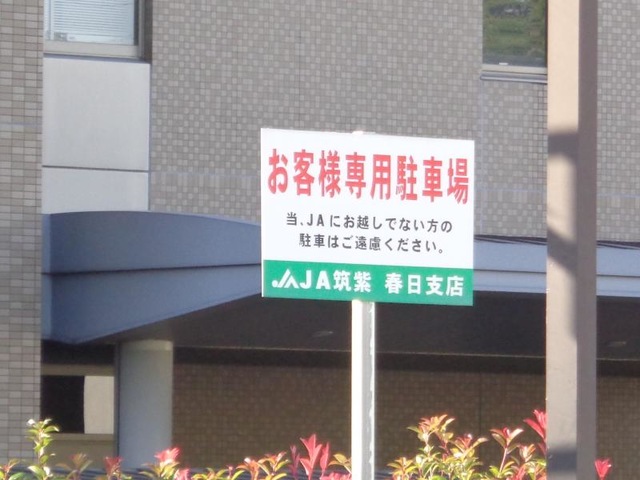 お客様専用駐車場
当、JAにお越しでない方の
駐車はご遠慮ください。
JA JA筑紫 春日支店